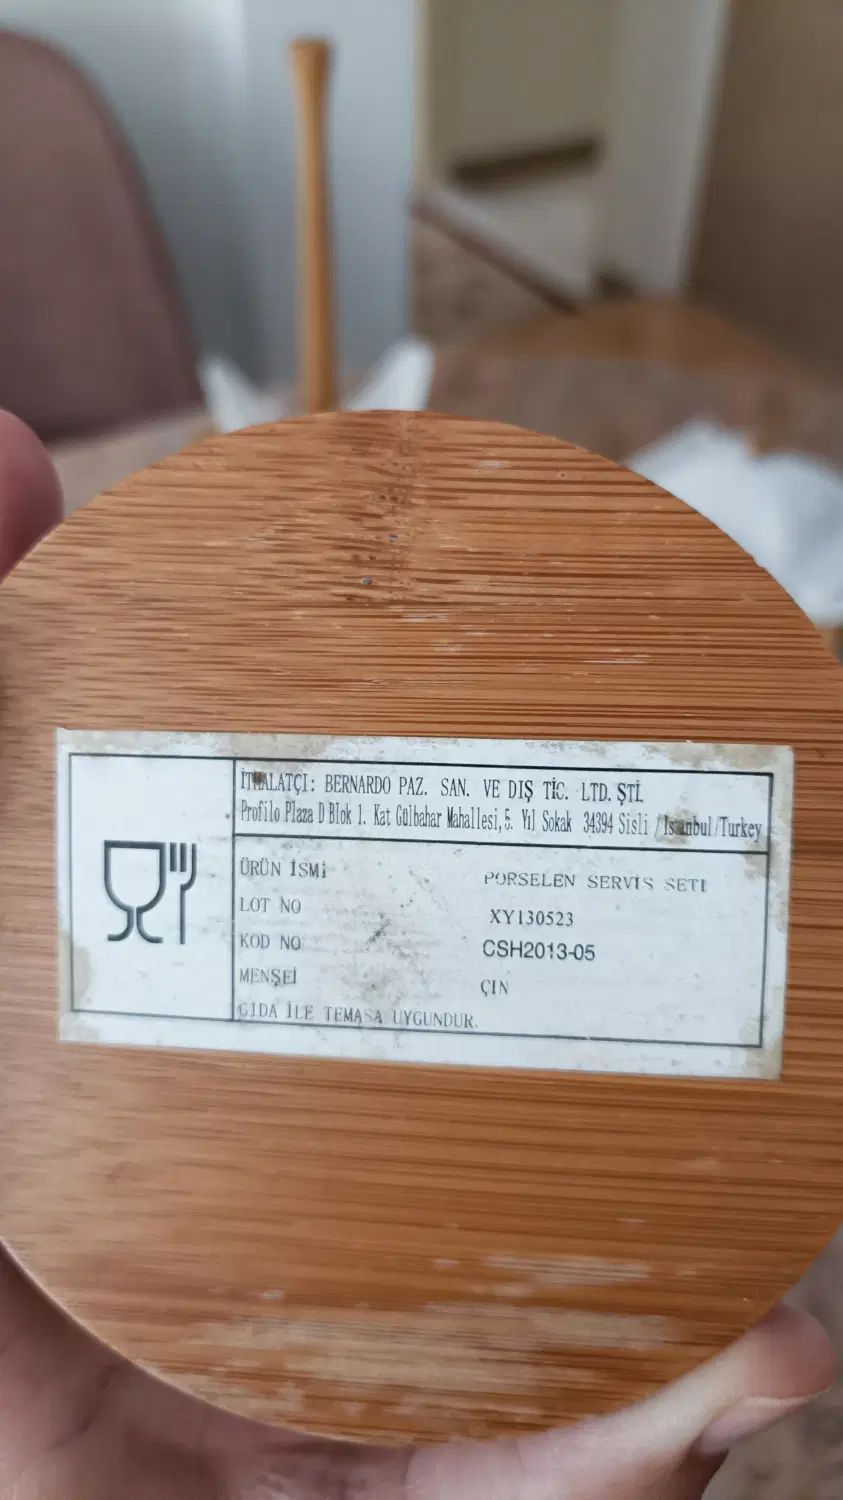 İTHALATÇI: BERNARDO PAZ. SAN. VE DIŞ TİC. LTD. ŞTİ.
Profilo Plaza D Blok 1. Kat Gülbahar Mahallesi, 5. Yıl Sokak 34394 Sisli /Istanbul/Turkey
ÜRÜN İSMİ PORSELEN SERVİS SETİ
LOT NO XY130523
KOD NO CSH2013-05
MENŞEİ ÇIN
GIDA İLE TEMASA UYGUNDUR.